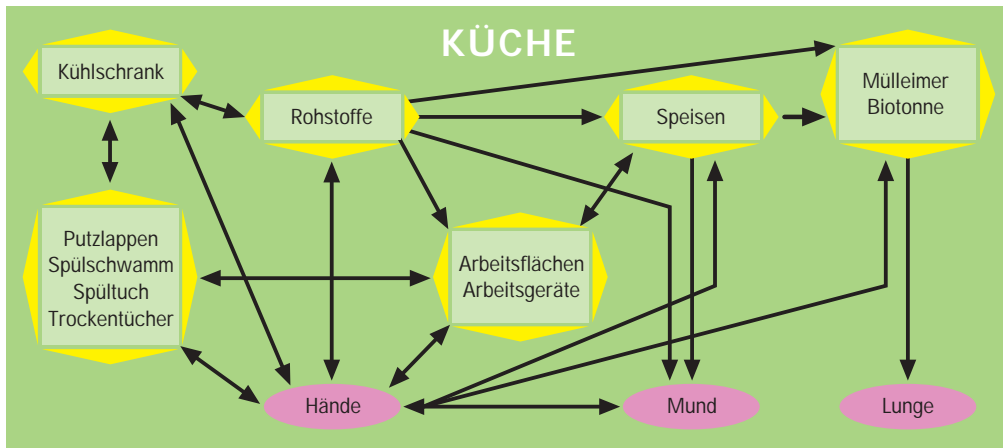 KÜCHE
Kühlschrank
Rohstoffe
Speisen
Mülleimer
Biotonne
Putzlappen
Spülschwamm
Spültuch
Trockentücher
Arbeitsflächen
Arbeitsgeräte
Hände
Mund
Lunge